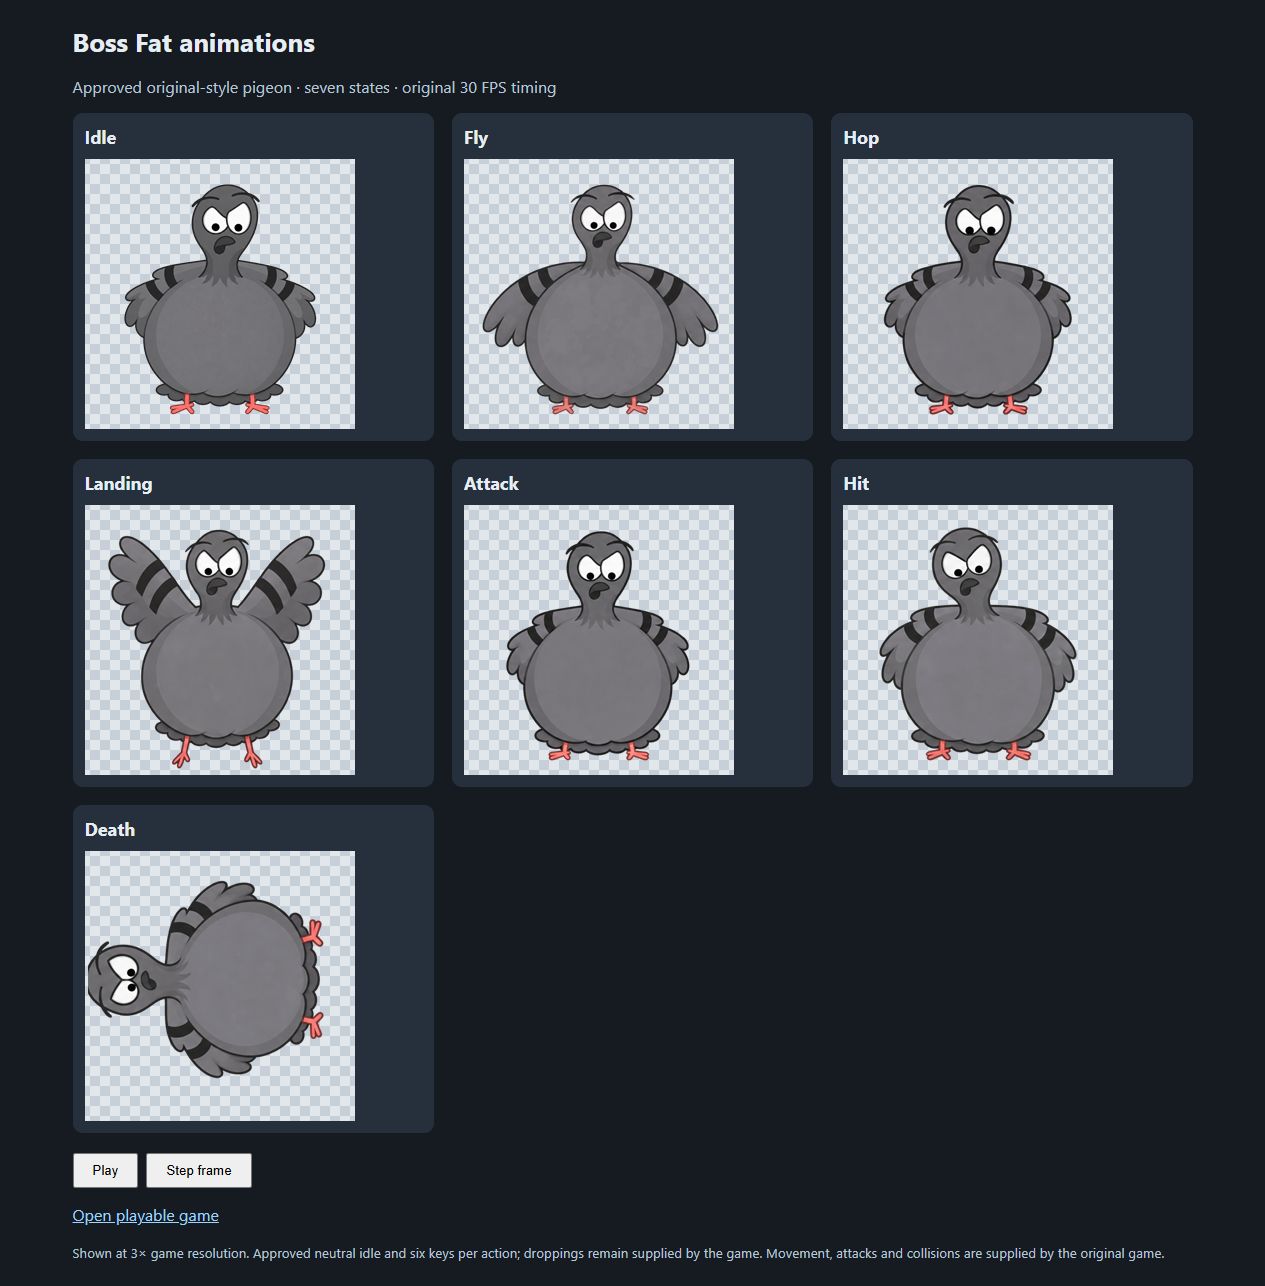 Boss Fat animations
Approved original-style pigeon · seven states · original 30 FPS timing
Idle
Fly
Hop
Landing
Attack
Hit
Death
Play
Step frame
Open playable game
Shown at 3× game resolution. Approved neutral idle and six keys per action; droppings remain supplied by the game. Movement, attacks and collisions are supplied by the original game.